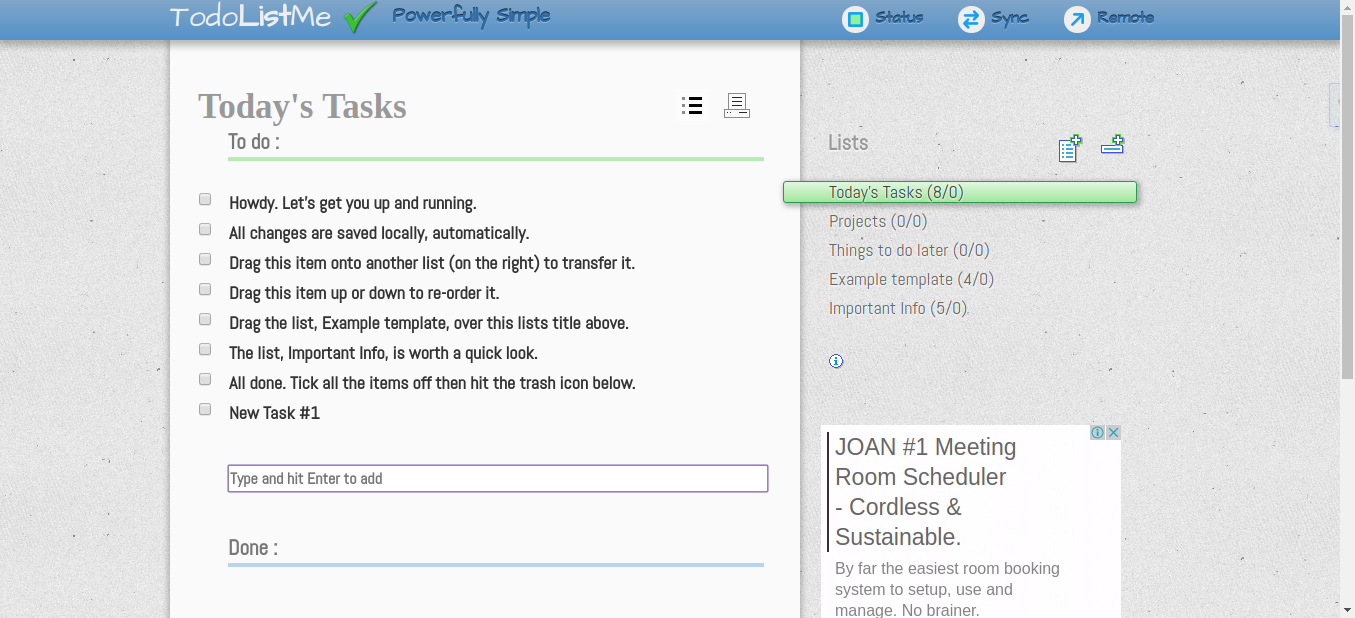 TodoListMe
Powerfully Simple
Status
Sync
Remote
Today's Tasks
To do :
Howdy. Let's get you up and running.
All changes are saved locally, automatically.
Drag this item onto another list (on the right) to transfer it.
Drag this item up or down to re-order it.
Drag the list, Example template, over this lists title above.
The list, Important Info, is worth a quick look.
All done. Tick all the items off then hit the trash icon below.
New Task #1
Type and hit Enter to add
Done :
Lists
Today's Tasks (8/0)
Projects (0/0)
Things to do later (0/0)
Example template (4/0)
Important Info (5/0)
JOAN #1 Meeting
Room Scheduler
- Cordless &
Sustainable.
By far the easiest room booking
system to setup, use and
manage. No brainer.